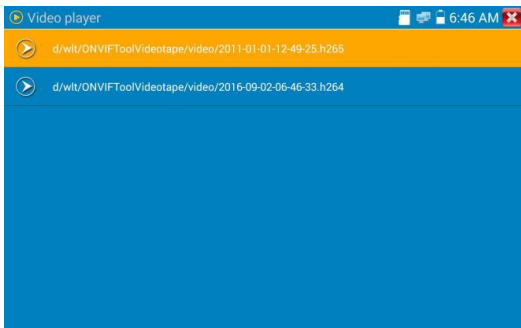 Video player
6:46 AM
d/wlt/ONVIFToolVideotape/video/2011-01-01-12-49-25.h265
d/wlt/ONVIFToolVideotape/video/2016-09-02-06-46-33.h264